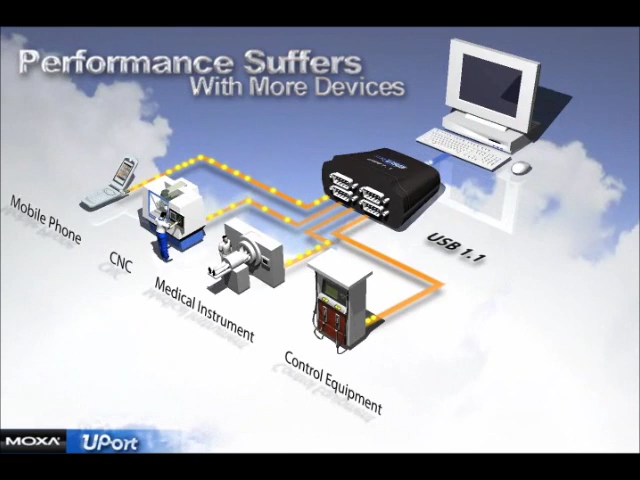 Performance Suffers
With More Devices
Mobile Phone
CNC
Medical Instrument
Control Equipment
USB 1.1
MOXA UPort